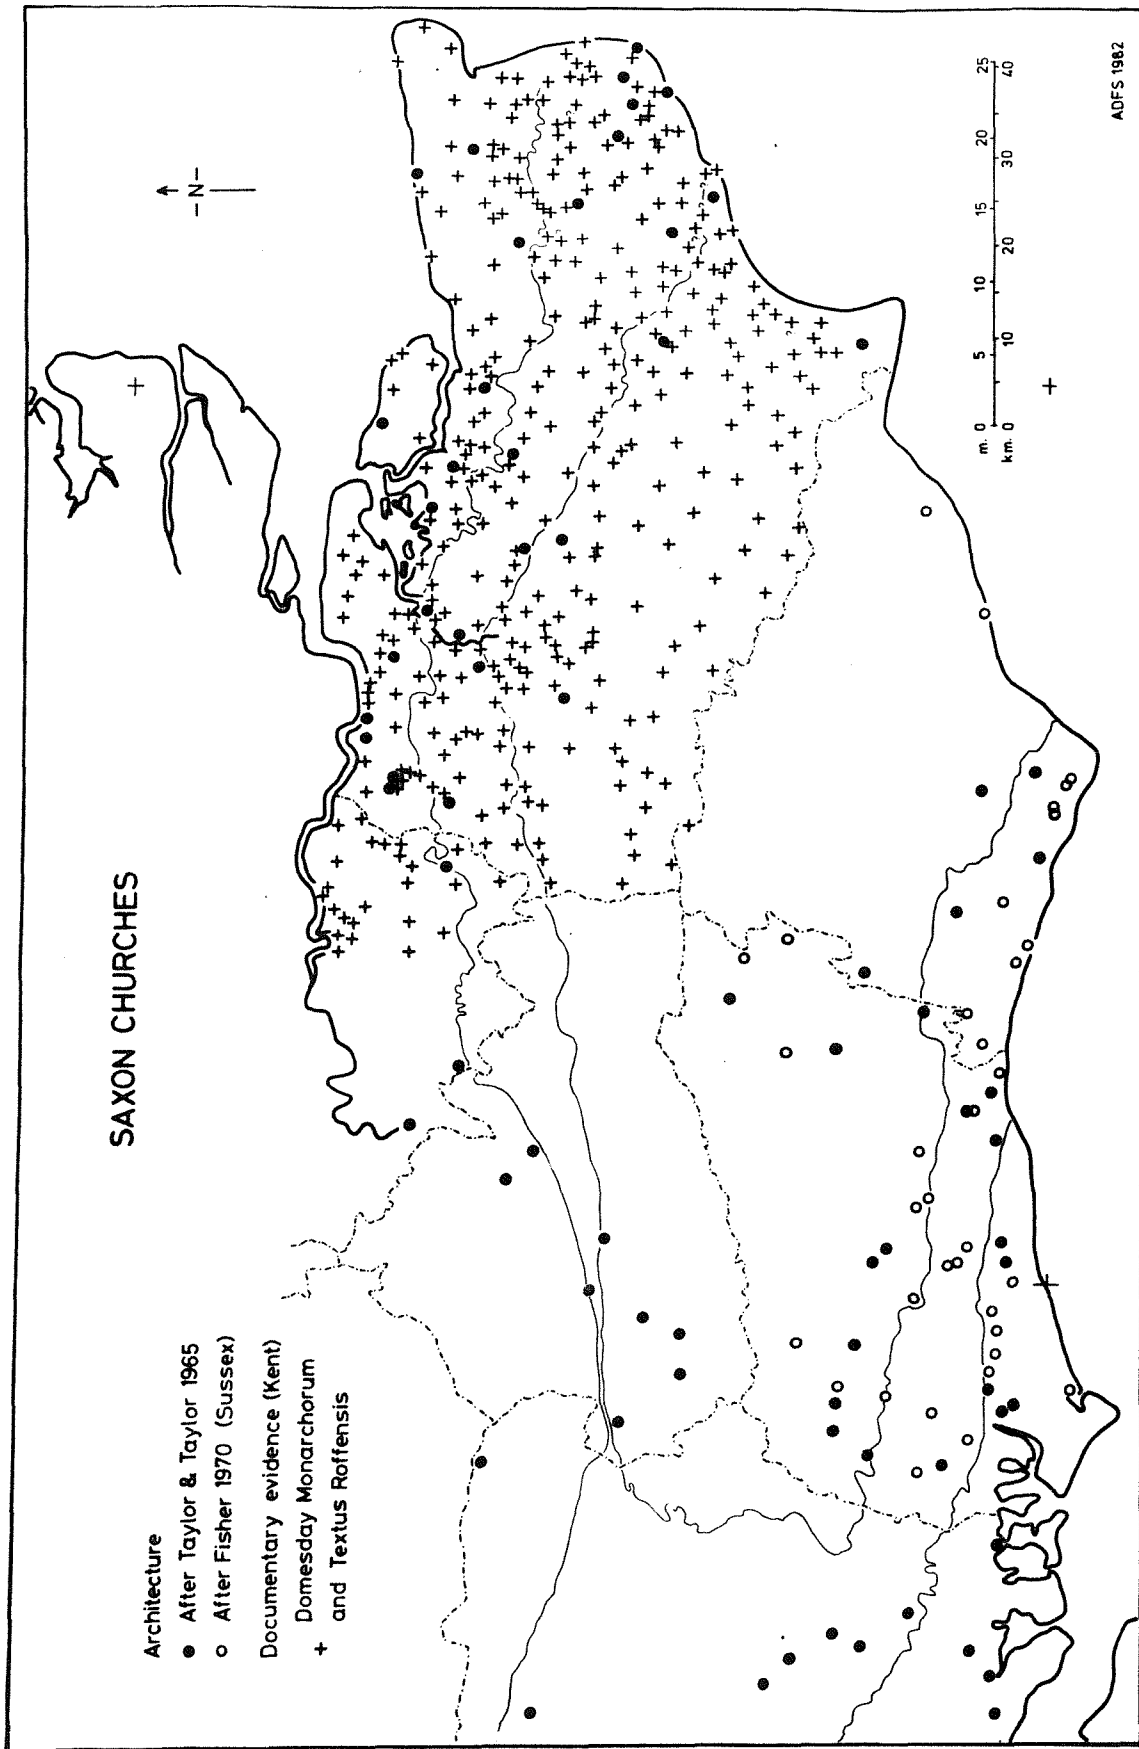 SAXON CHURCHES
Architecture
● After Taylor & Taylor 1965
○ After Fisher 1970 (Sussex)
Documentary evidence (Kent)
+ Domesday Monarchorum
and Textus Roffensis
-N-
m. 0 5 10 15 20 25
km. 0 10 20 30 40
ADFS 1982